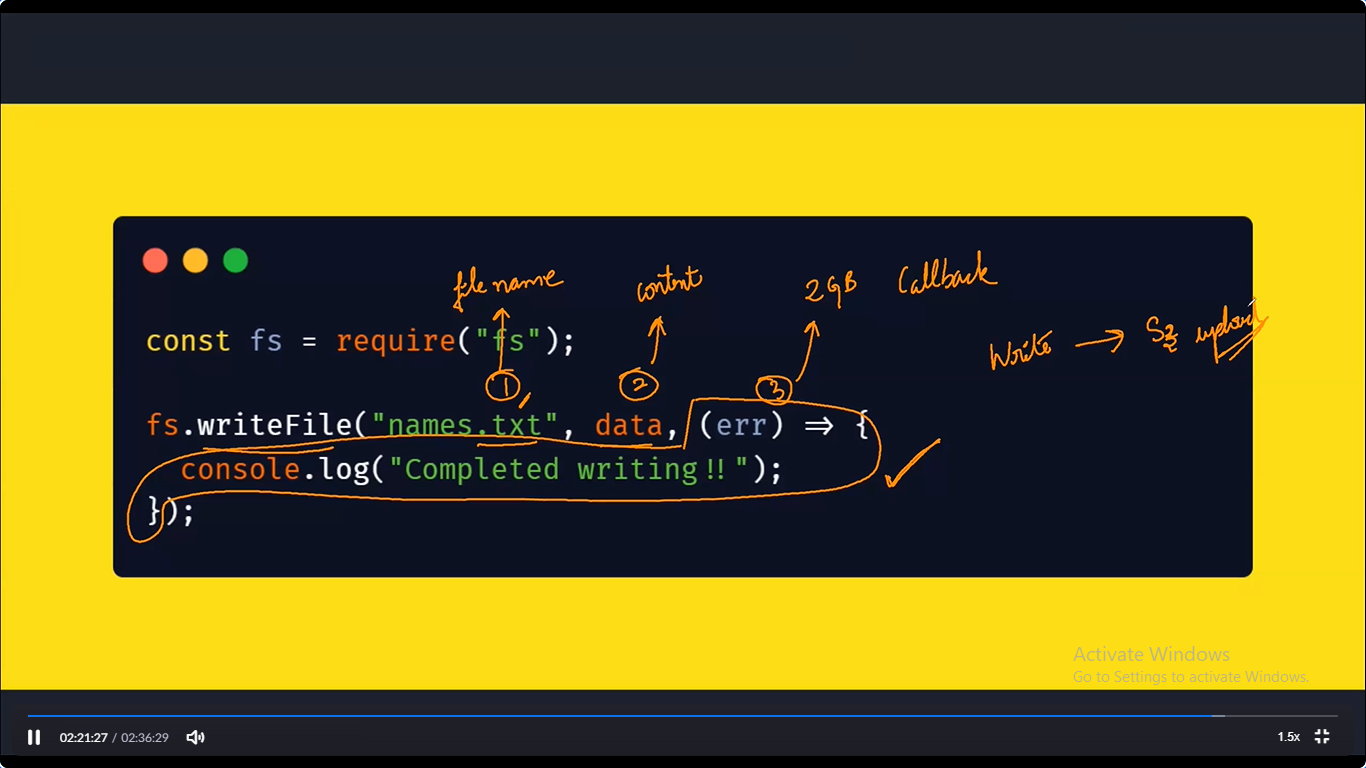 file name content 2GB Callback
const fs = require("fs");
Write → S3 upload
1 2 3
fs.writeFile("names.txt", data, (err) => {
console.log("Completed writing!!");
});
Activate Windows
Go to Settings to activate Windows.
02:21:27 / 02:36:29 1.5x